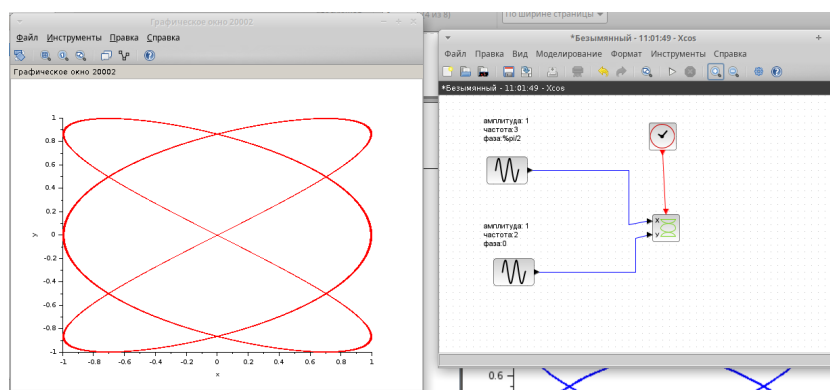 Графическое окно 20002
Файл Инструменты Правка Справка
Графическое окно 20002
1
0.8
0.6
0.4
0.2
0
-0.2
-0.4
-0.6
-0.8
-1
y
-1 -0.8 -0.6 -0.4 -0.2 0 0.2 0.4 0.6 0.8 1
x
из 8) По ширине страницы
*Безымянный - 11:01:49 - Xcos
Файл Правка Вид Моделирование Формат Инструменты Справка
*Безымянный - 11:01:49 - Xcos
амплитуда: 1
частота:3
фаза:%pi/2
амплитуда: 1
частота:2
фаза:0
X
Y
0.6